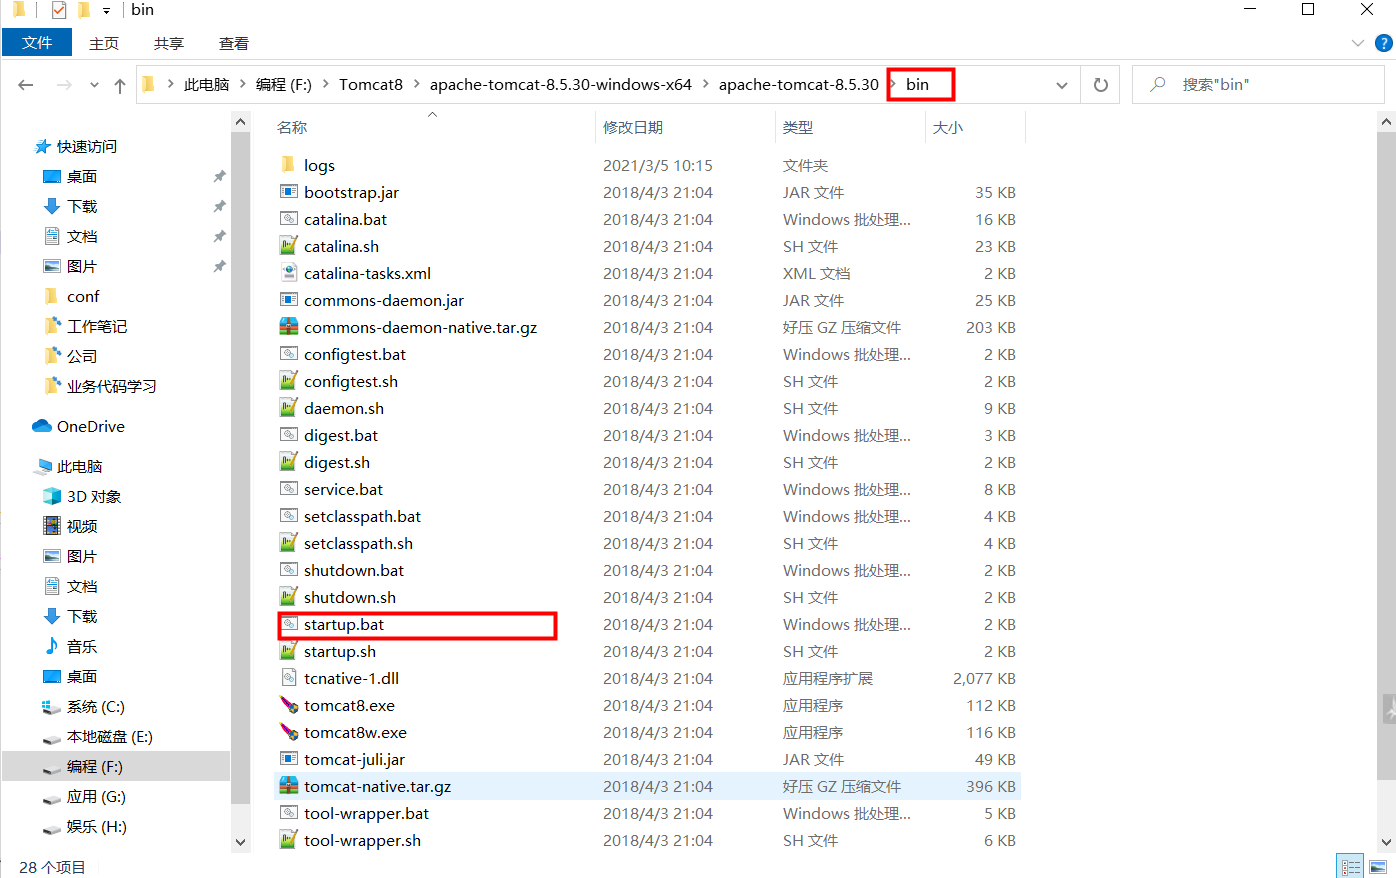 bin
文件 主页 共享 查看
此电脑 编程 (F:) Tomcat8 apache-tomcat-8.5.30-windows-x64 apache-tomcat-8.5.30 bin 搜索"bin"
快速访问
桌面
下载
文档
图片
conf
工作笔记
公司
业务代码学习
OneDrive
此电脑
3D 对象
视频
图片
文档
下载
音乐
桌面
系统 (C:)
本地磁盘 (E:)
编程 (F:)
应用 (G:)
娱乐 (H:)
名称 修改日期 类型 大小
logs 2021/3/5 10:15 文件夹
bootstrap.jar 2018/4/3 21:04 JAR 文件 35 KB
catalina.bat 2018/4/3 21:04 Windows 批处理... 16 KB
catalina.sh 2018/4/3 21:04 SH 文件 23 KB
catalina-tasks.xml 2018/4/3 21:04 XML 文档 2 KB
commons-daemon.jar 2018/4/3 21:04 JAR 文件 25 KB
commons-daemon-native.tar.gz 2018/4/3 21:04 好压 GZ 压缩文件 203 KB
configtest.bat 2018/4/3 21:04 Windows 批处理... 2 KB
configtest.sh 2018/4/3 21:04 SH 文件 2 KB
daemon.sh 2018/4/3 21:04 SH 文件 9 KB
digest.bat 2018/4/3 21:04 Windows 批处理... 3 KB
digest.sh 2018/4/3 21:04 SH 文件 2 KB
service.bat 2018/4/3 21:04 Windows 批处理... 8 KB
setclasspath.bat 2018/4/3 21:04 Windows 批处理... 4 KB
setclasspath.sh 2018/4/3 21:04 SH 文件 4 KB
shutdown.bat 2018/4/3 21:04 Windows 批处理... 2 KB
shutdown.sh 2018/4/3 21:04 SH 文件 2 KB
startup.bat 2018/4/3 21:04 Windows 批处理... 2 KB
startup.sh 2018/4/3 21:04 SH 文件 2 KB
tcnative-1.dll 2018/4/3 21:04 应用程序扩展 2,077 KB
tomcat8.exe 2018/4/3 21:04 应用程序 112 KB
tomcat8w.exe 2018/4/3 21:04 应用程序 116 KB
tomcat-juli.jar 2018/4/3 21:04 JAR 文件 49 KB
tomcat-native.tar.gz 2018/4/3 21:04 好压 GZ 压缩文件 396 KB
tool-wrapper.bat 2018/4/3 21:04 Windows 批处理... 5 KB
tool-wrapper.sh 2018/4/3 21:04 SH 文件 6 KB
28 个项目